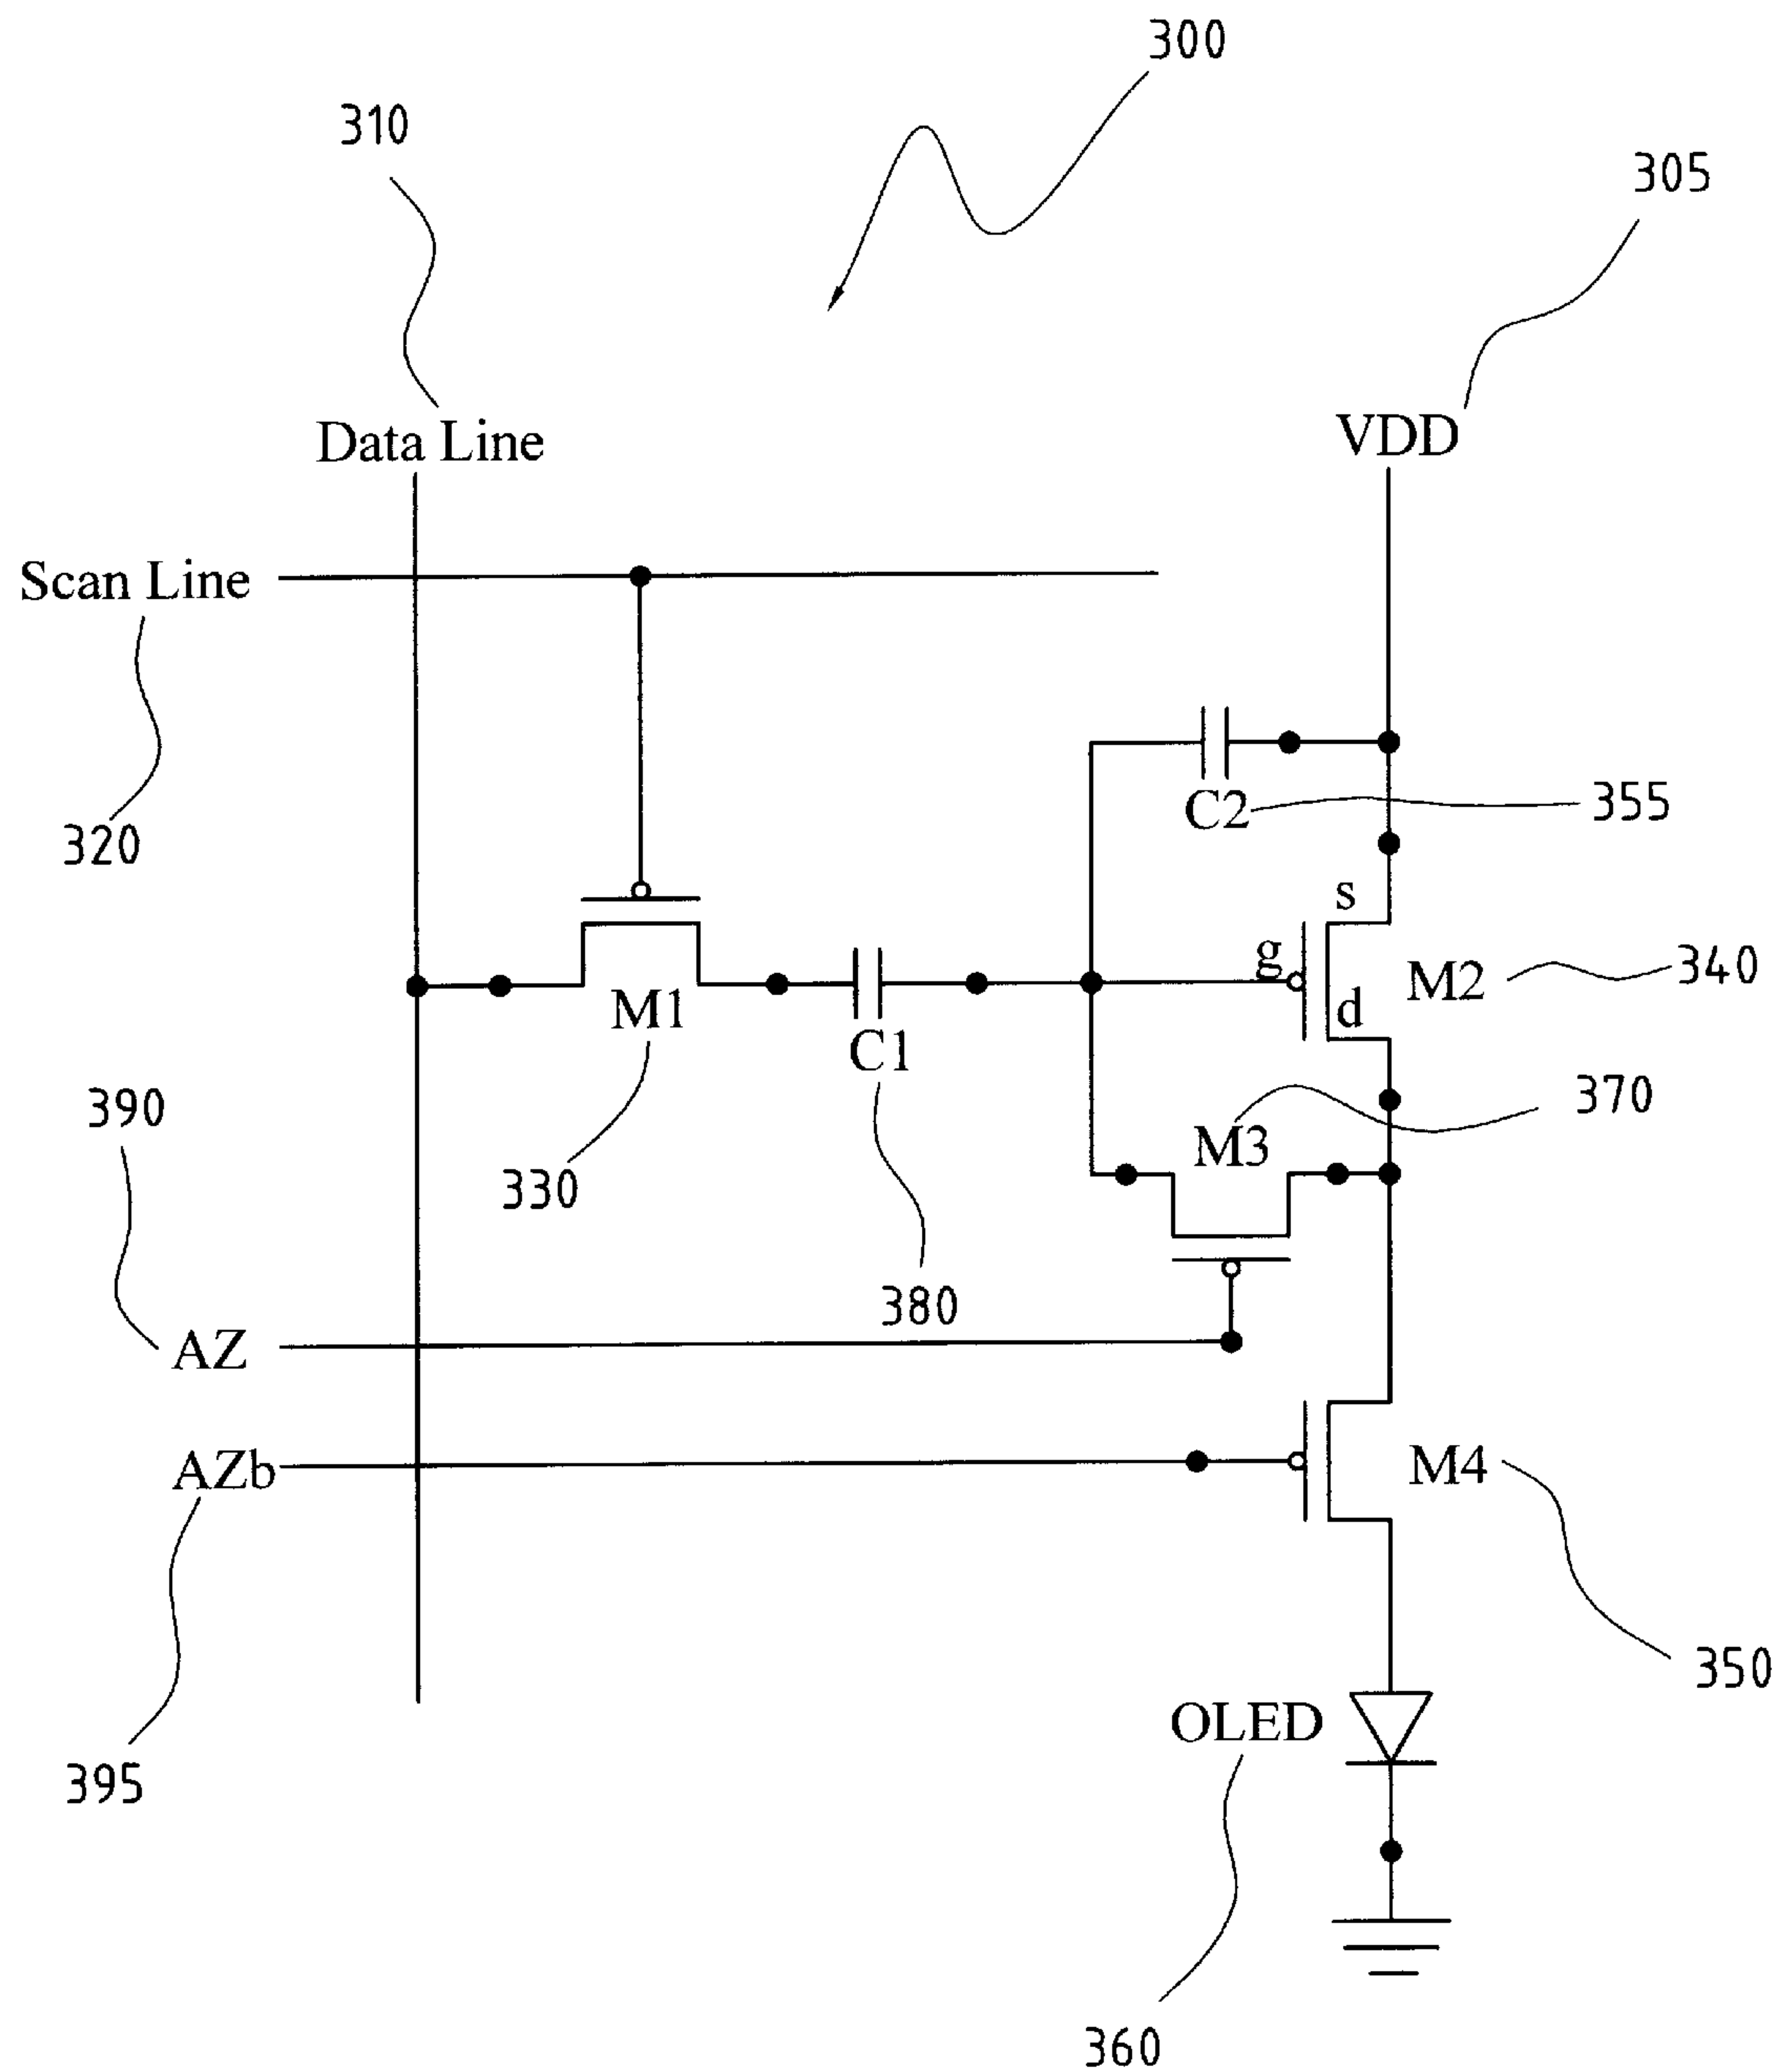 300
310
305
Data Line
VDD
Scan Line
320
C2
355
s
g
M2
340
d
M1
C1
390
M3
370
330
380
AZ
AZb
M4
350
OLED
395
360